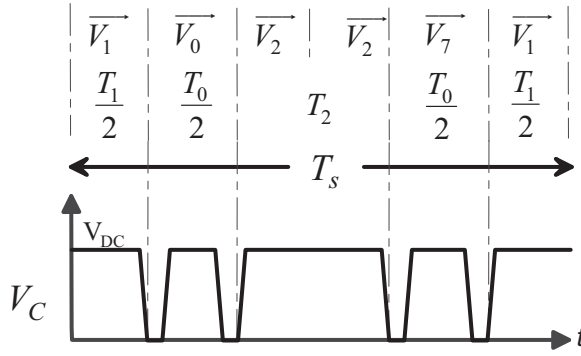 V1 V0 V2 V2 V7 V1
T1/2 T0/2 T2 T0/2 T1/2
Ts
VDC
VC
t